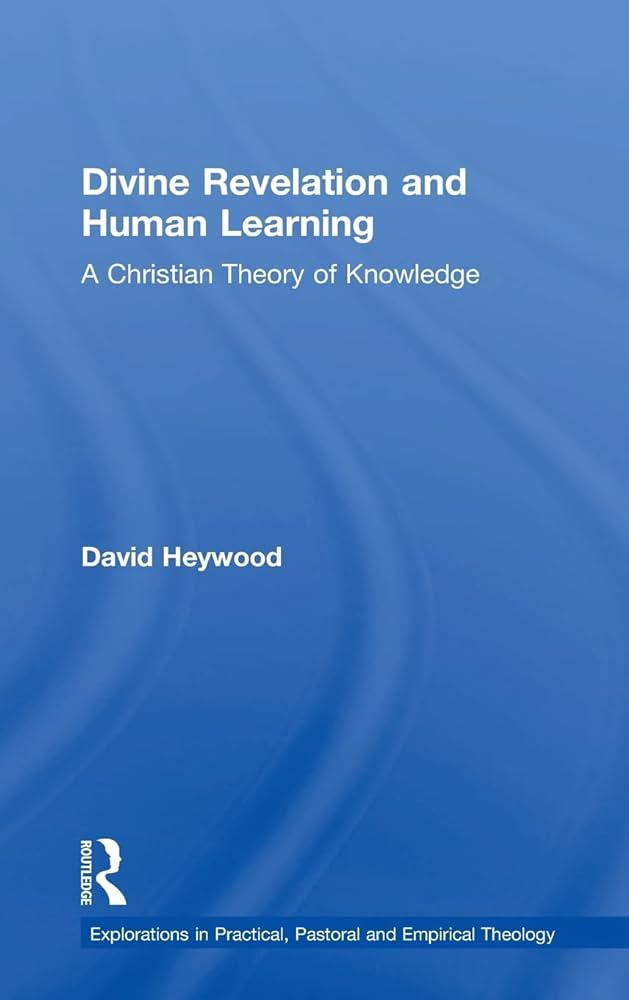 Divine Revelation and
Human Learning
A Christian Theory of Knowledge
David Heywood
ROUTLEDGE
Explorations in Practical, Pastoral and Empirical Theology